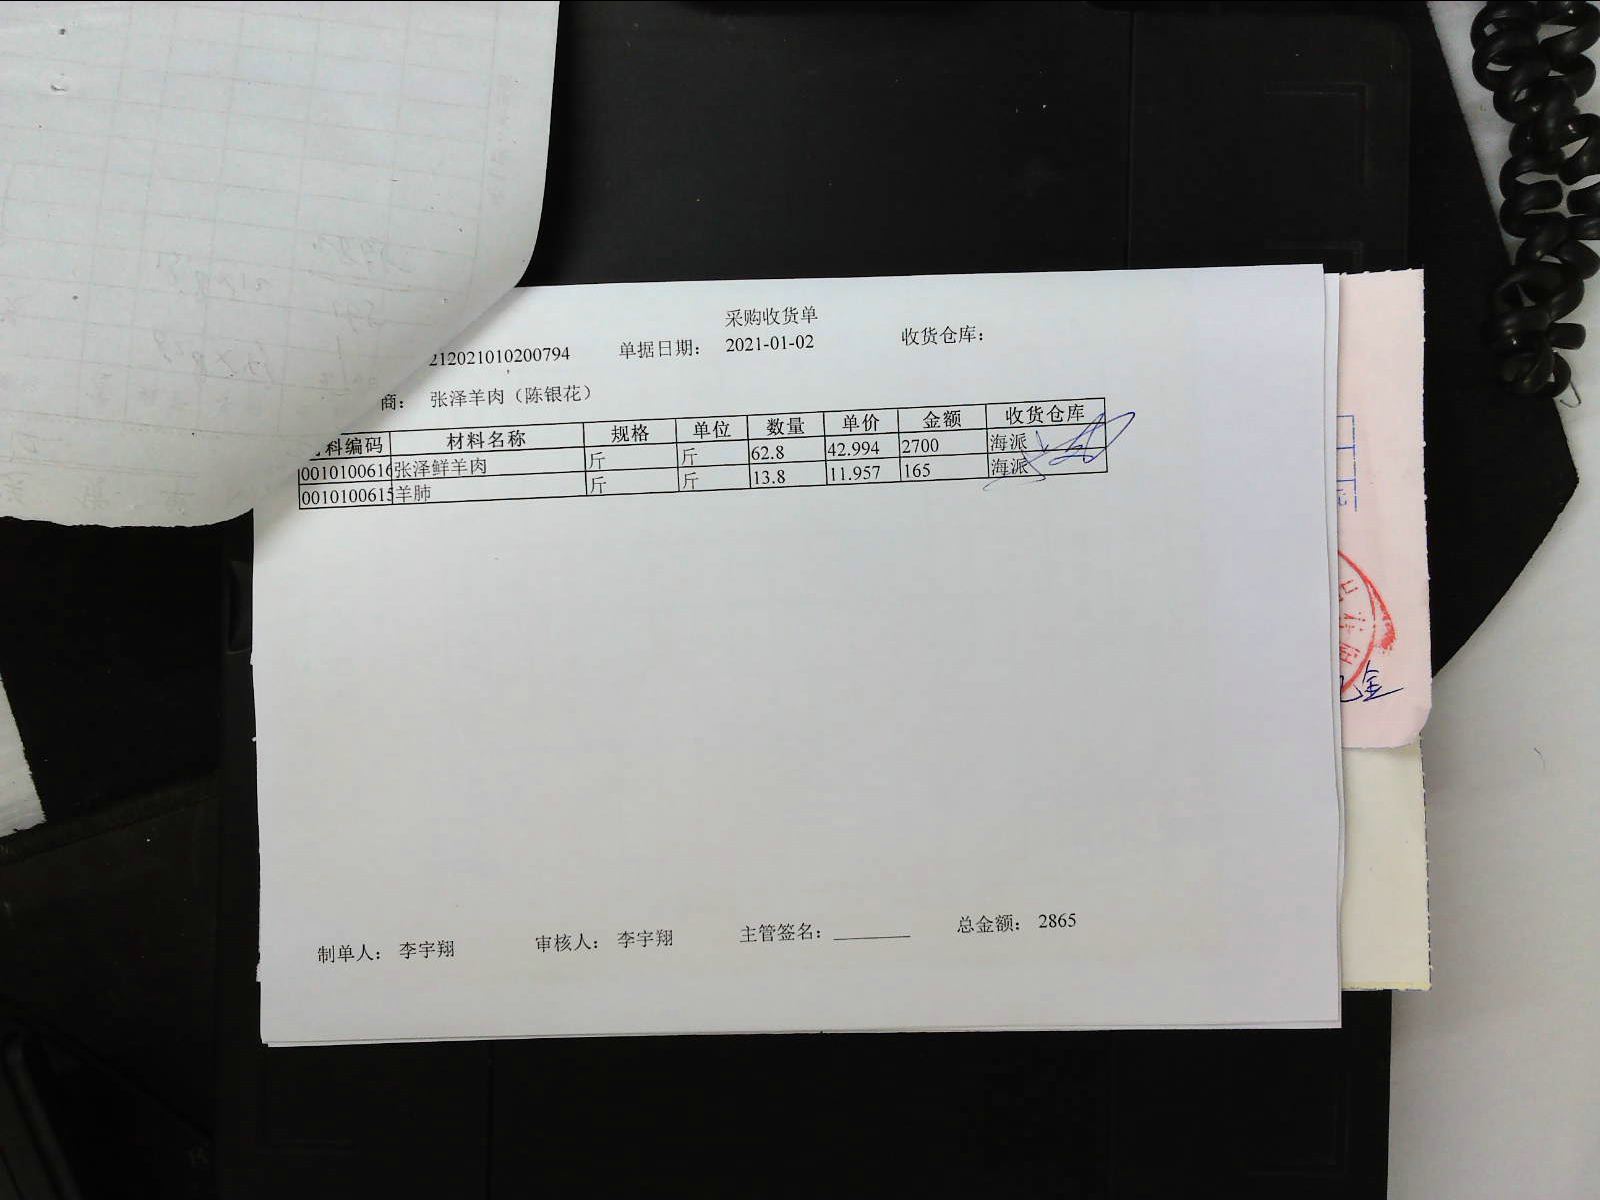 采购收货单
212021010200794 单据日期： 2021-01-02 收货仓库：
商： 张泽羊肉（陈银花）
料编码 材料名称 规格 单位 数量 单价 金额 收货仓库
0010100616 张泽鲜羊肉 斤 斤 62.8 42.994 2700 海派
0010100615 羊肺 斤 斤 13.8 11.957 165 海派
制单人： 李宇翔 审核人： 李宇翔 主管签名： 总金额： 2865
金